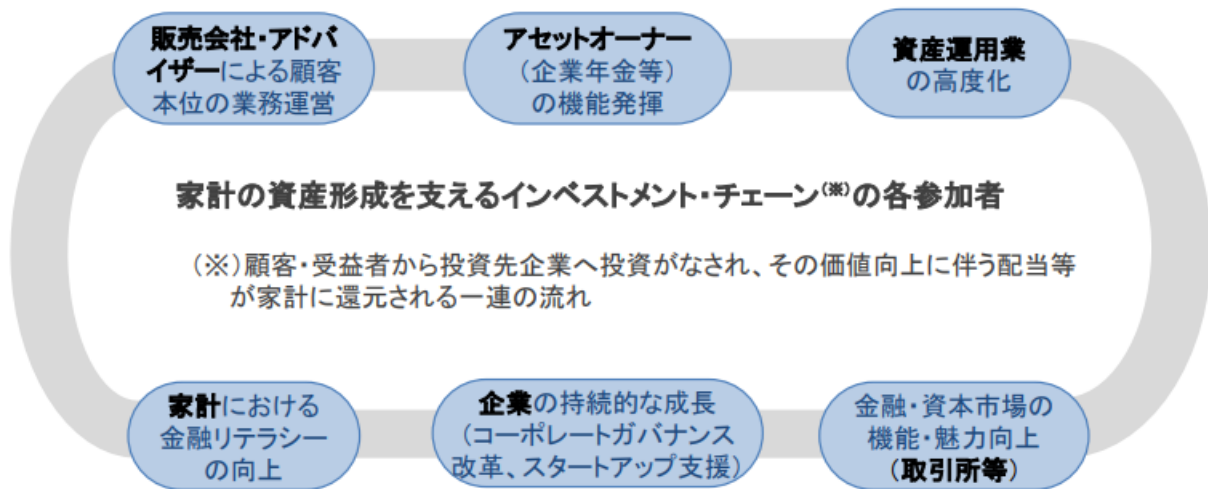 販売会社・アドバ
イザーによる顧客
本位の業務運営
アセットオーナー
(企業年金等)
の機能発揮
資産運用業
の高度化
家計の資産形成を支えるインベストメント・チェーン(※)の各参加者
(※)顧客・受益者から投資先企業へ投資がなされ、その価値向上に伴う配当等
が家計に還元される一連の流れ
家計における
金融リテラシー
の向上
企業の持続的な成長
(コーポレートガバナンス
改革、スタートアップ支援)
金融・資本市場の
機能・魅力向上
(取引所等)